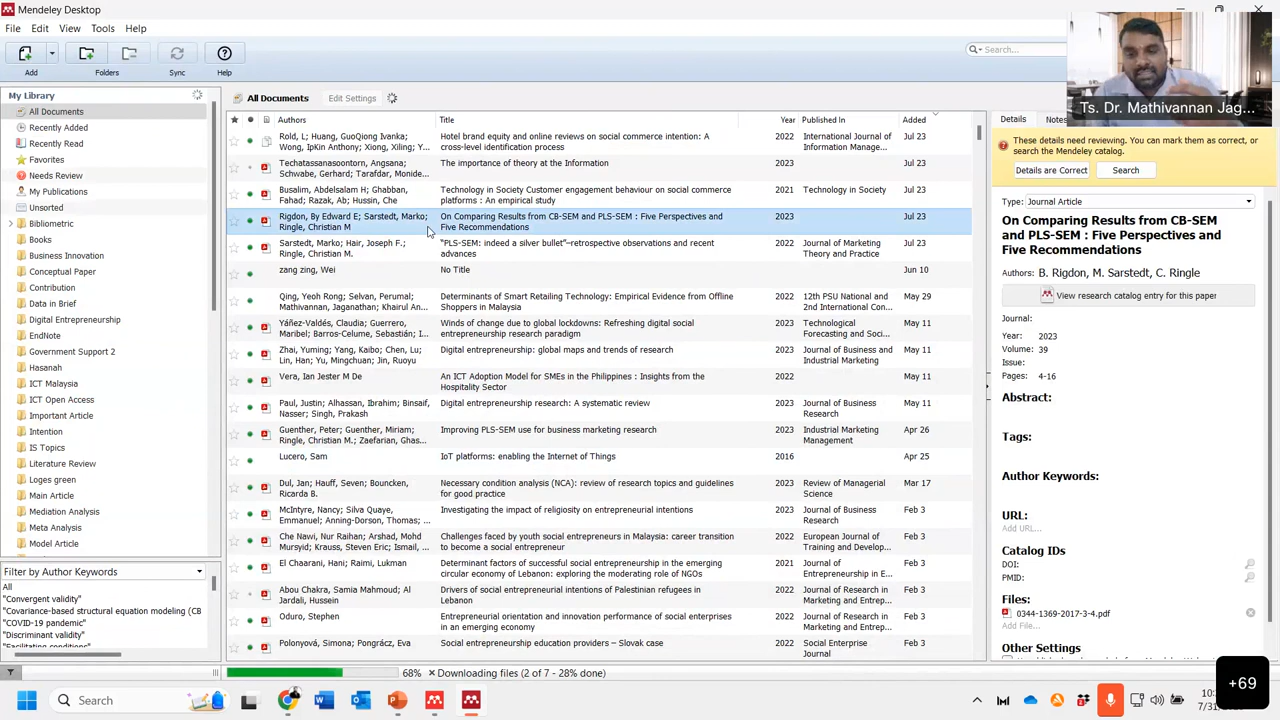 Mendeley Desktop
File Edit View Tools Help
Add Folders Sync Help
Search...
Ts. Dr. Mathivannan Jag...
My Library
All Documents
Recently Added
Recently Read
Favorites
Needs Review
My Publications
Unsorted
Bibliometric
Books
Business Innovation
Conceptual Paper
Contribution
Data in Brief
Digital Entrepreneurship
EndNote
Government Support 2
Hasanah
ICT Malaysia
ICT Open Access
Important Article
Intention
IS Topics
Literature Review
Loges green
Main Article
Mediation Analysis
Meta Analysis
Model Article
Filter by Author Keywords
All
"Convergent validity"
"Covariance-based structural equation modeling (CB
"COVID-19 pandemic"
"Discriminant validity"
"Facilitating conditions"
All Documents Edit Settings
Authors Title Year Published In Added
Rold, L; Huang, GuoQiong Ivanka; Hotel brand equity and online reviews on social commerce intention: A 2022 International Journal of Jul 23
Wong, IpKin Anthony; Xiong, Xiling; Y... cross-level identification process Information Manage...
Techatassanasoontorn, Angsana; The importance of theory at the Information 2023 Jul 23
Schwabe, Gerhard; Tarafdar, Monide...
Busalim, Abdelsalam H; Ghabban, Technology in Society Customer engagement behaviour on social commerce 2021 Technology in Society Jul 23
Fahad; Razak, Ab; Hussin, Che platforms : An empirical study
Rigdon, By Edward E; Sarstedt, Marko; On Comparing Results from CB-SEM and PLS-SEM : Five Perspectives and 2023 Jul 23
Ringle, Christian M Five Recommendations
Sarstedt, Marko; Hair, Joseph F.; "PLS-SEM: indeed a silver bullet"–retrospective observations and recent 2022 Journal of Marketing Jul 23
Ringle, Christian M. advances Theory and Practice
zang zing, Wei No Title Jun 10
Qing, Yeoh Rong; Selvan, Perumal; Determinants of Smart Retailing Technology: Empirical Evidence from Offline 2022 12th PSU National and May 29
Mathivannan, Jaganathan; Khairul An... Shoppers in Malaysia 2nd International Con...
Yáñez-Valdés, Claudia; Guerrero, Winds of change due to global lockdowns: Refreshing digital social 2023 Technological May 11
Maribel; Barros-Celume, Sebastián; I... entrepreneurship research paradigm Forecasting and Soci...
Zhai, Yuming; Yang, Kaibo; Chen, Lu; Digital entrepreneurship: global maps and trends of research 2023 Journal of Business and May 11
Lin, Han; Yu, Mingchuan; Jin, Ruoyu Industrial Marketing
Vera, Ian Jester M De An ICT Adoption Model for SMEs in the Philippines : Insights from the 2022 May 11
Hospitality Sector
Paul, Justin; Alhassan, Ibrahim; Binsaif, Digital entrepreneurship research: A systematic review 2023 Journal of Business May 11
Nasser; Singh, Prakash Research
Guenther, Peter; Guenther, Miriam; Improving PLS-SEM use for business marketing research 2023 Industrial Marketing Apr 26
Ringle, Christian M.; Zaefarian, Ghas... Management
Lucero, Sam IoT platforms: enabling the Internet of Things 2016 Apr 25
Dul, Jan; Hauff, Seven; Bouncken, Necessary condition analysis (NCA): review of research topics and guidelines 2023 Review of Managerial Mar 17
Ricarda B. for good practice Science
McIntyre, Nancy; Silva Quaye, Investigating the impact of religiosity on entrepreneurial intentions 2023 Journal of Business Feb 3
Emmanuel; Anning-Dorson, Thomas; ... Research
Che Nawi, Nur Raihan; Arshad, Mohd Challenges faced by youth social entrepreneurs in Malaysia: career transition 2022 European Journal of Feb 3
Mursyid; Krauss, Steven Eric; Ismail, ... to become a social entrepreneur Training and Develop...
El Chaarani, Hani; Raimi, Lukman Determinant factors of successful social entrepreneurship in the emerging 2022 Journal of Feb 3
circular economy of Lebanon: exploring the moderating role of NGOs Entrepreneurship in E...
Abou Chakra, Samia Mahmoud; Al Drivers of social entrepreneurial intentions of Palestinian refugees in 2022 Journal of Research in Feb 3
Jardali, Hussein Lebanon Marketing and Entrep...
Oduro, Stephen Entrepreneurial orientation and innovation performance of social enterprises 2022 Journal of Research in Feb 3
in an emerging economy Marketing and Entrep...
Polonyová, Simona; Pongrácz, Eva Social entrepreneurship education providers – Slovak case 2022 Social Enterprise Feb 3
Journal
Details Notes
These details need reviewing. You can mark them as correct, or
search the Mendeley catalog.
Details are Correct Search
Type: Journal Article
On Comparing Results from CB-SEM
and PLS-SEM : Five Perspectives and
Five Recommendations
Authors: B. Rigdon, M. Sarstedt, C. Ringle
View research catalog entry for this paper
Journal:
Year: 2023
Volume: 39
Issue:
Pages: 4-16
Abstract:
Tags:
Author Keywords:
URL:
Add URL...
Catalog IDs
DOI:
PMID:
Files:
0344-1369-2017-3-4.pdf
Add File...
Other Settings
68% Downloading files (2 of 7 - 28% done)
+69
Search